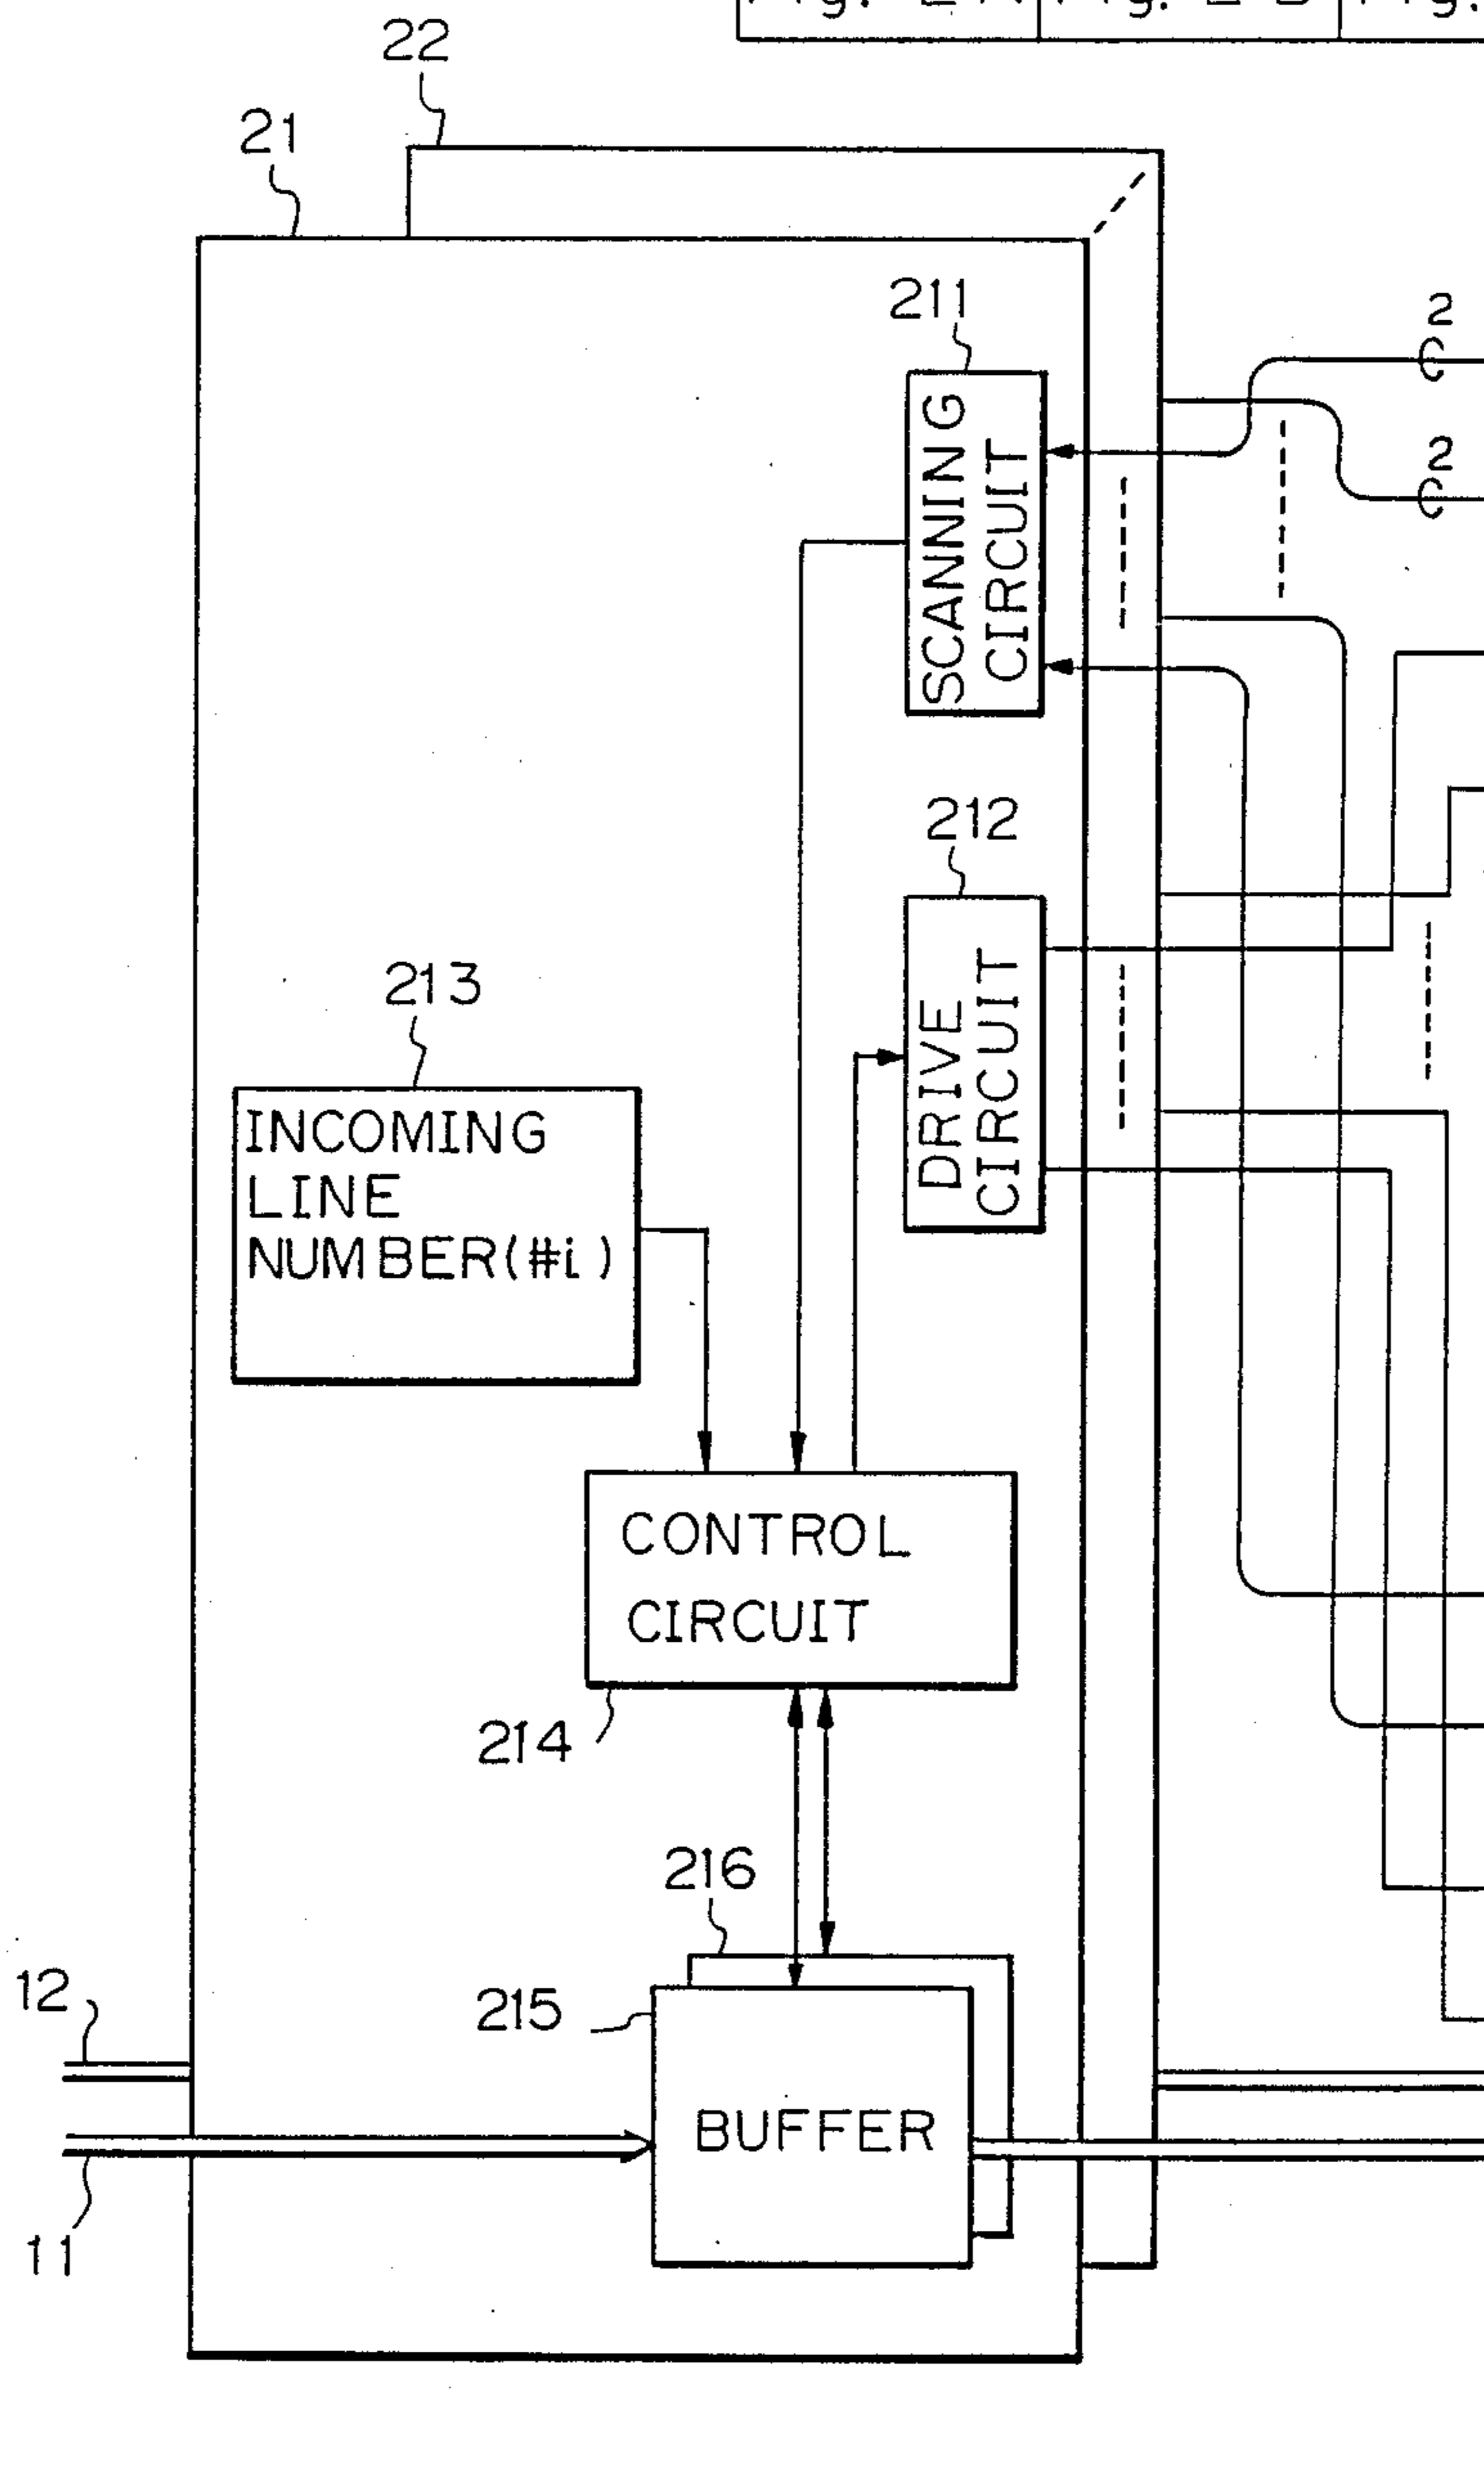 22
21
211
2
2
SCANNING
CIRCUIT
212
DRIVE
CIRCUIT
213
INCOMING
LINE
NUMBER(#i)
CONTROL
CIRCUIT
214
216
215
12
BUFFER
11